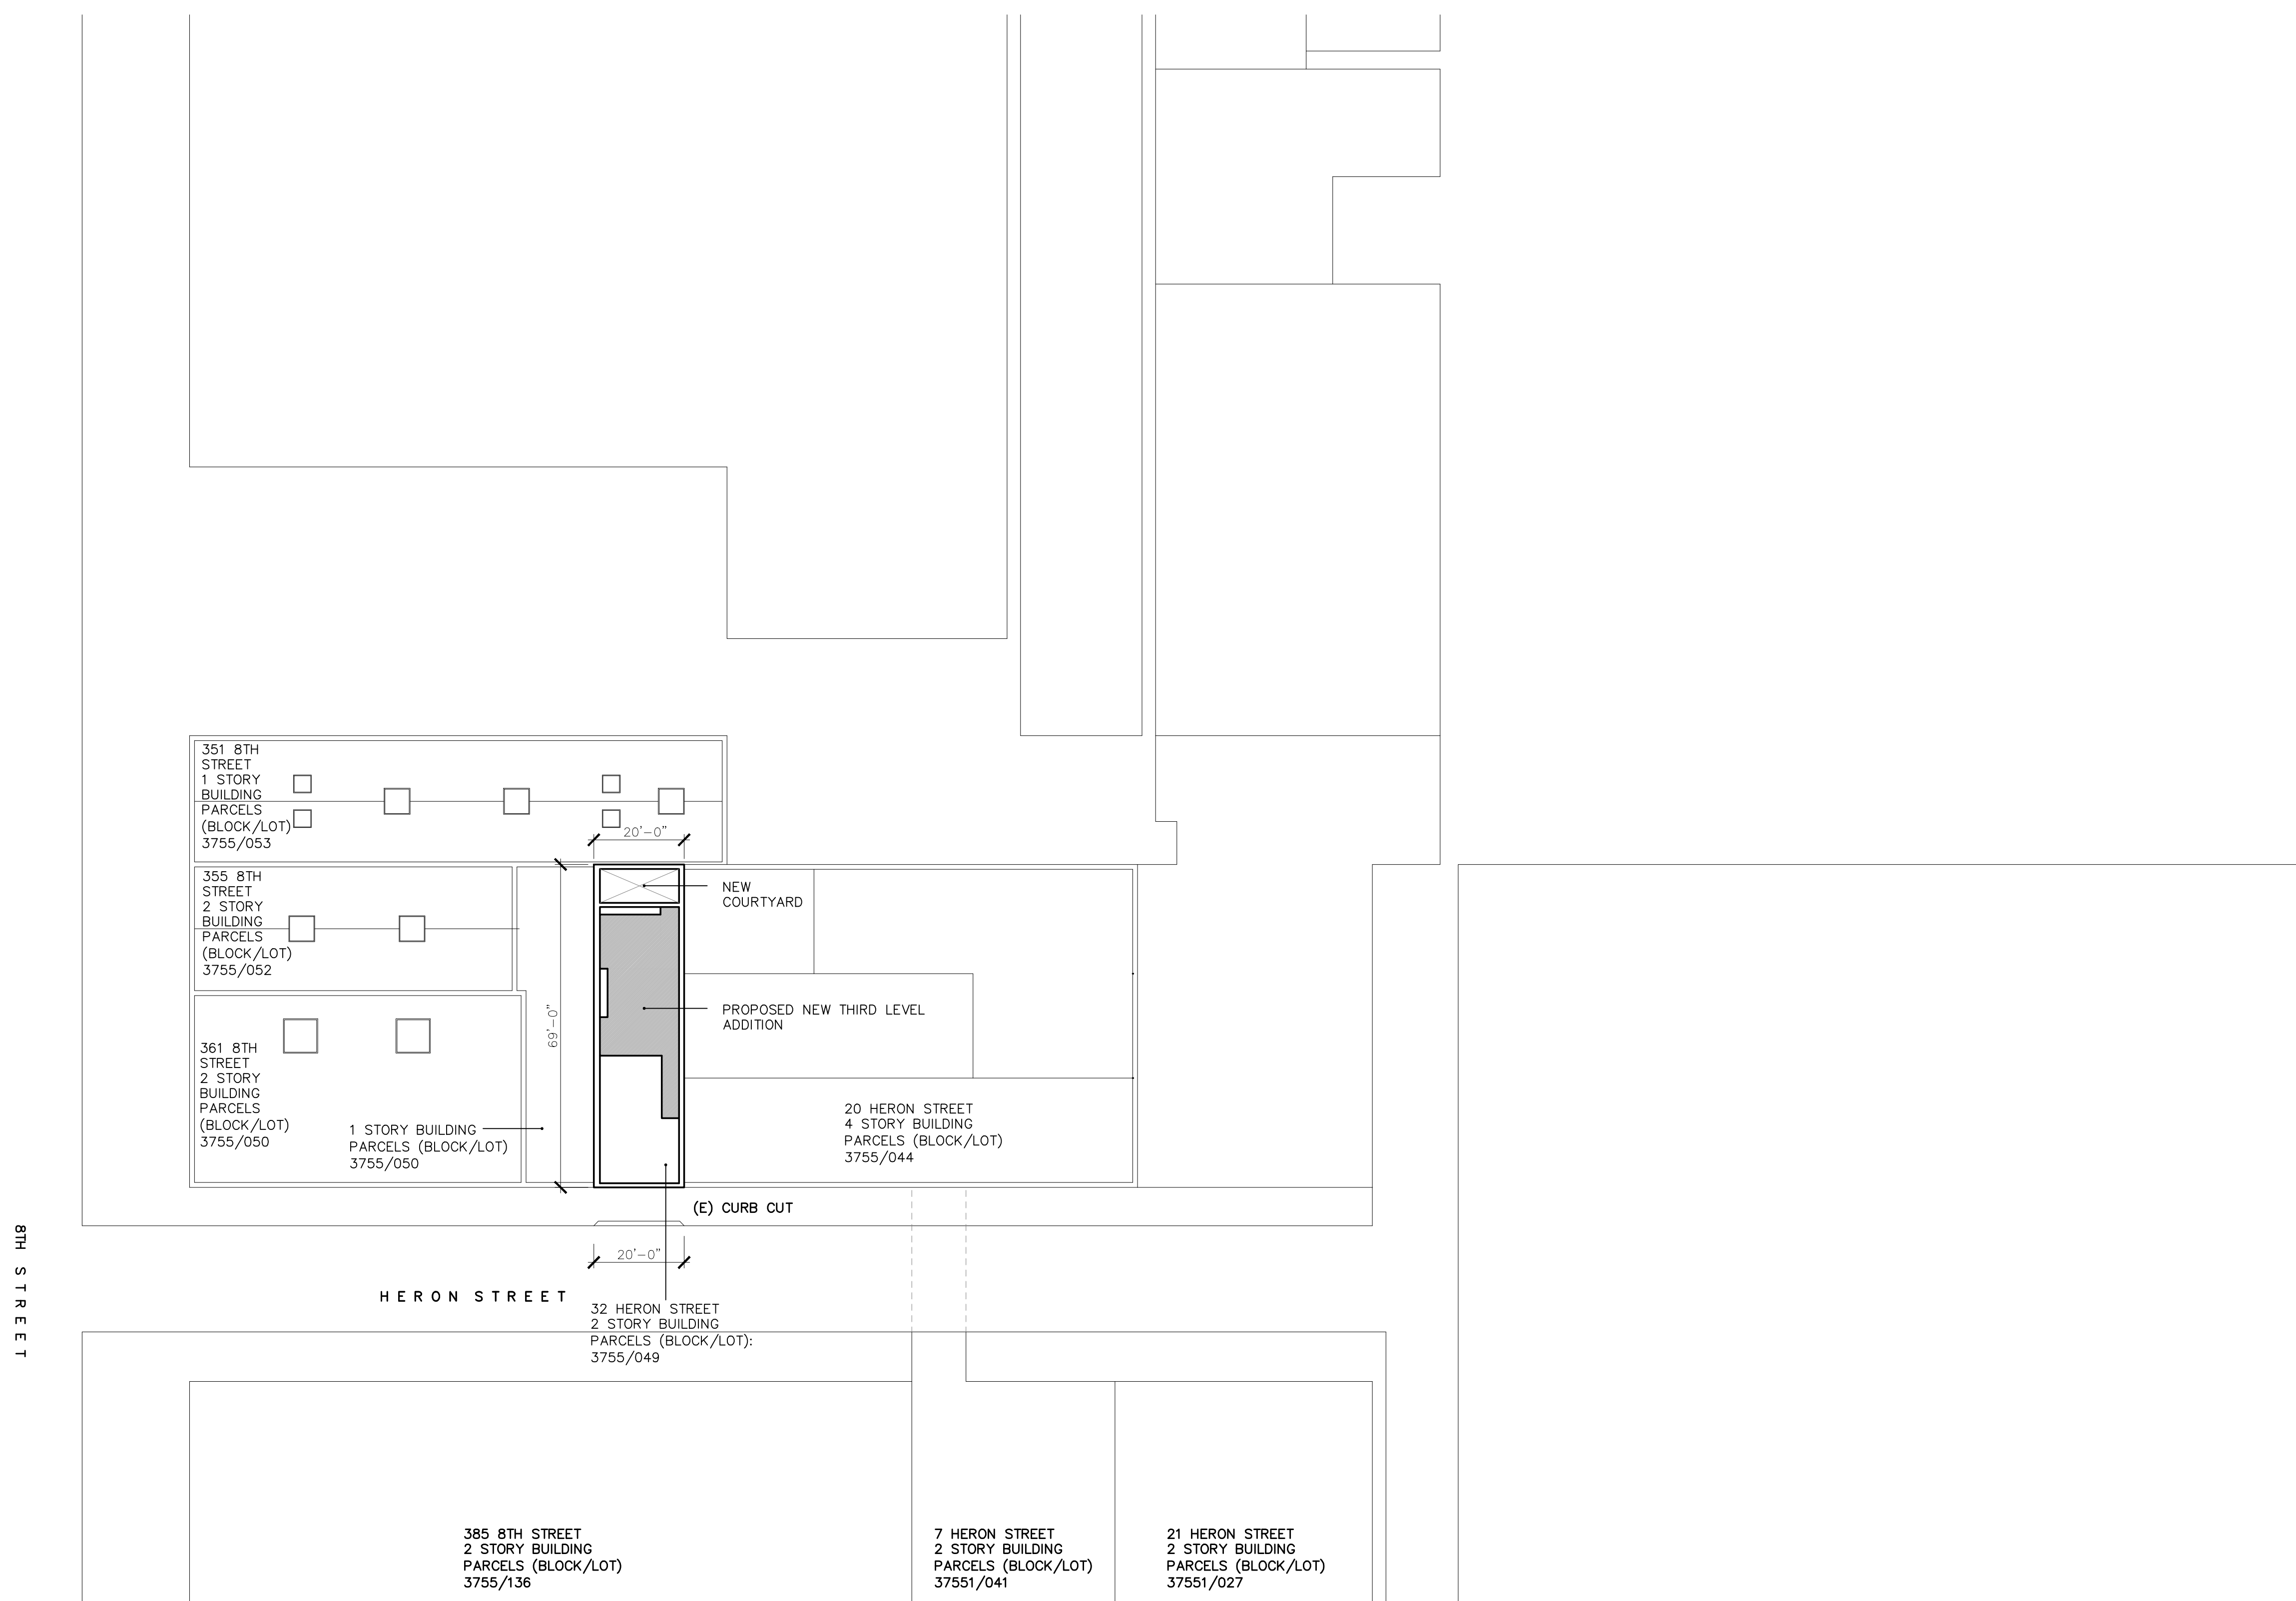 351 8TH
STREET
1 STORY
BUILDING
PARCELS
(BLOCK/LOT)
3755/053
20'-0"
355 8TH
STREET
2 STORY
BUILDING
PARCELS
(BLOCK/LOT)
3755/052
NEW
COURTYARD
69'-0"
PROPOSED NEW THIRD LEVEL
ADDITION
361 8TH
STREET
2 STORY
BUILDING
PARCELS
(BLOCK/LOT)
3755/050
1 STORY BUILDING
PARCELS (BLOCK/LOT)
3755/050
20 HERON STREET
4 STORY BUILDING
PARCELS (BLOCK/LOT)
3755/044
(E) CURB CUT
20'-0"
8TH STREET
HERON STREET
32 HERON STREET
2 STORY BUILDING
PARCELS (BLOCK/LOT):
3755/049
385 8TH STREET
2 STORY BUILDING
PARCELS (BLOCK/LOT)
3755/136
7 HERON STREET
2 STORY BUILDING
PARCELS (BLOCK/LOT)
37551/041
21 HERON STREET
2 STORY BUILDING
PARCELS (BLOCK/LOT)
37551/027